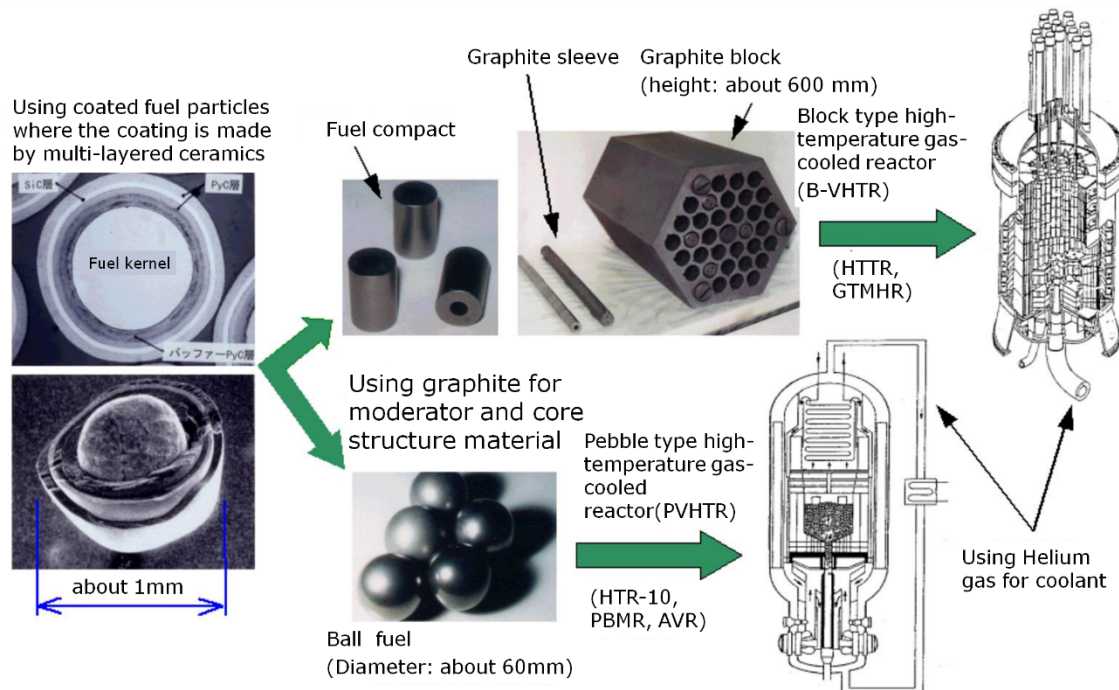 Using coated fuel particles
where the coating is made
by multi-layered ceramics
SiC層
PyC層
Fuel kernel
バッファーPyC層
about 1mm
Fuel compact
Graphite sleeve
Graphite block
(height: about 600 mm)
Block type high-
temperature gas-
cooled reactor
(B-VHTR)
(HTTR,
GTMHR)
Using graphite for
moderator and core
structure material
Ball fuel
(Diameter: about 60mm)
Pebble type high-
temperature gas-
cooled
reactor(PVHTR)
(HTR-10,
PBMR, AVR)
Using Helium
gas for coolant